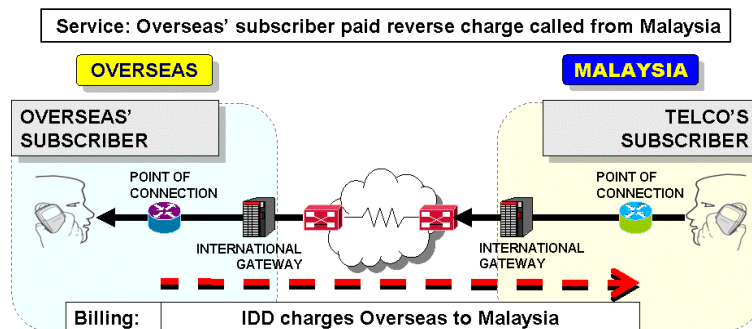 Service: Overseas' subscriber paid reverse charge called from Malaysia
OVERSEAS
MALAYSIA
OVERSEAS'
SUBSCRIBER
TELCO'S
SUBSCRIBER
POINT OF
CONNECTION
INTERNATIONAL
GATEWAY
INTERNATIONAL
GATEWAY
POINT OF
CONNECTION
Billing: IDD charges Overseas to Malaysia